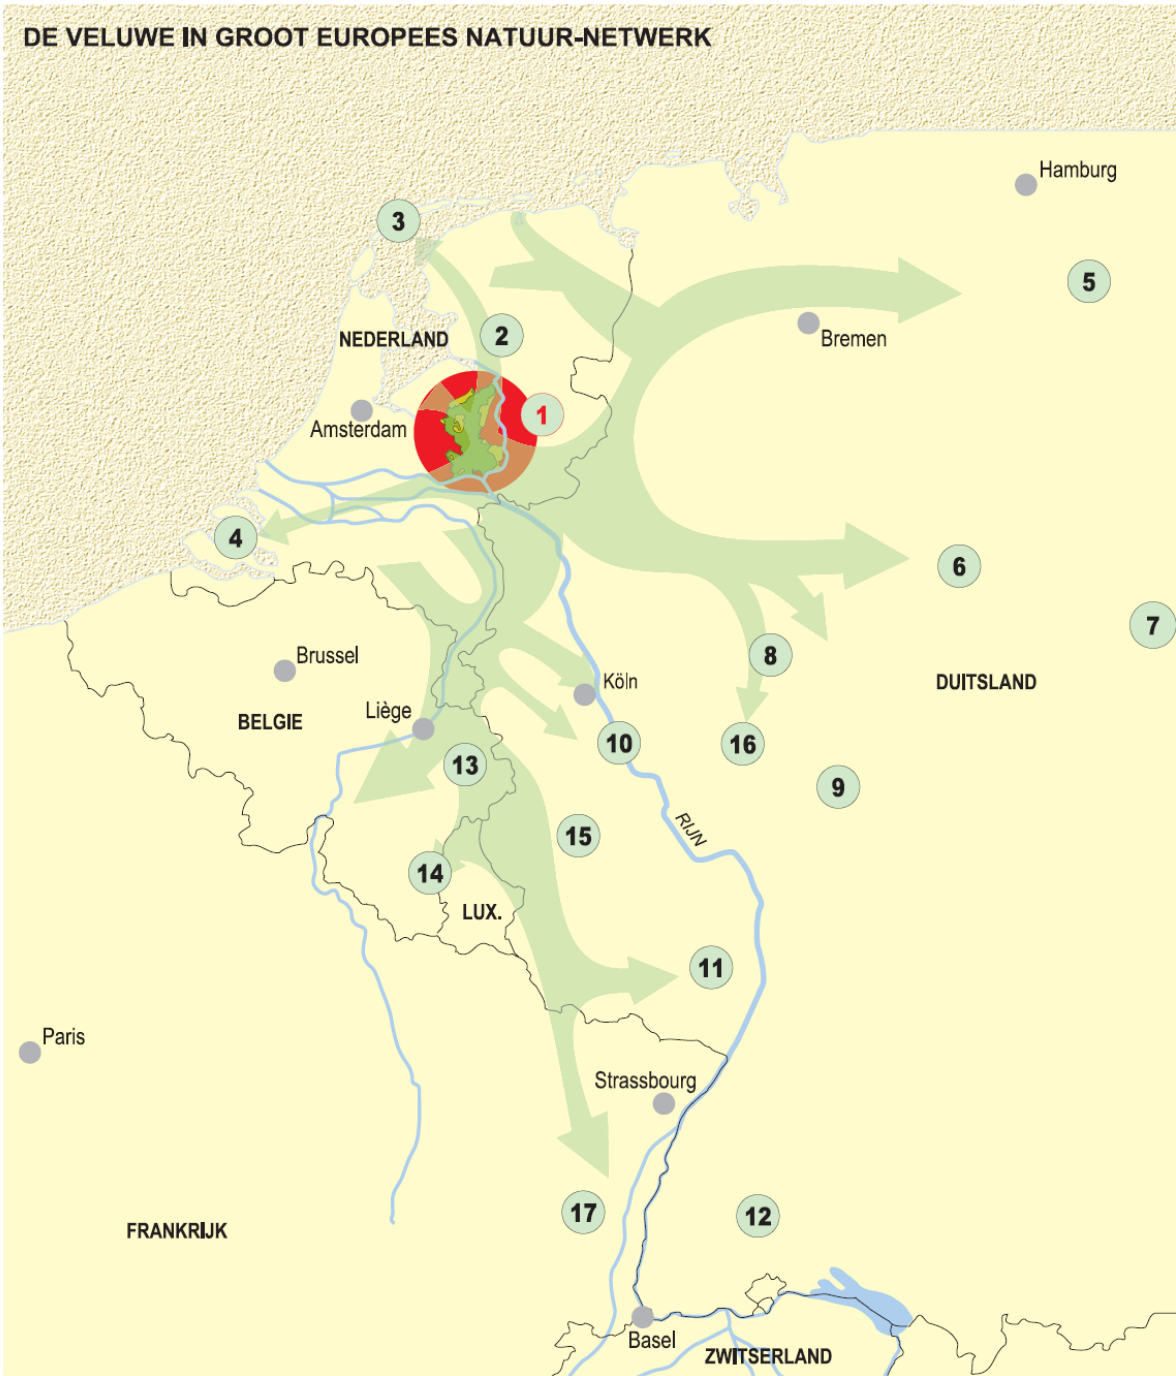 DE VELUWE IN GROOT EUROPEES NATUUR-NETWERK
Hamburg
3
5
Bremen
2
NEDERLAND
1
Amsterdam
4
6
7
Brussel
8
Köln
DUITSLAND
Liège
BELGIE
10
16
13
9
RIJN
15
14
LUX.
11
Paris
Strassbourg
17
12
FRANKRIJK
Basel
ZWITSERLAND